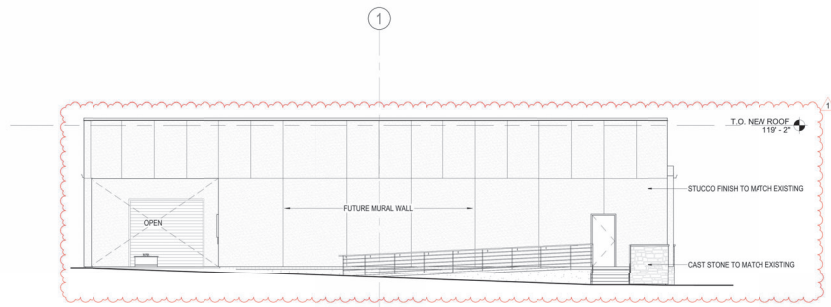 1
1
T.O. NEW ROOF
119' - 2"
STUCCO FINISH TO MATCH EXISTING
FUTURE MURAL WALL
OPEN
CAST STONE TO MATCH EXISTING